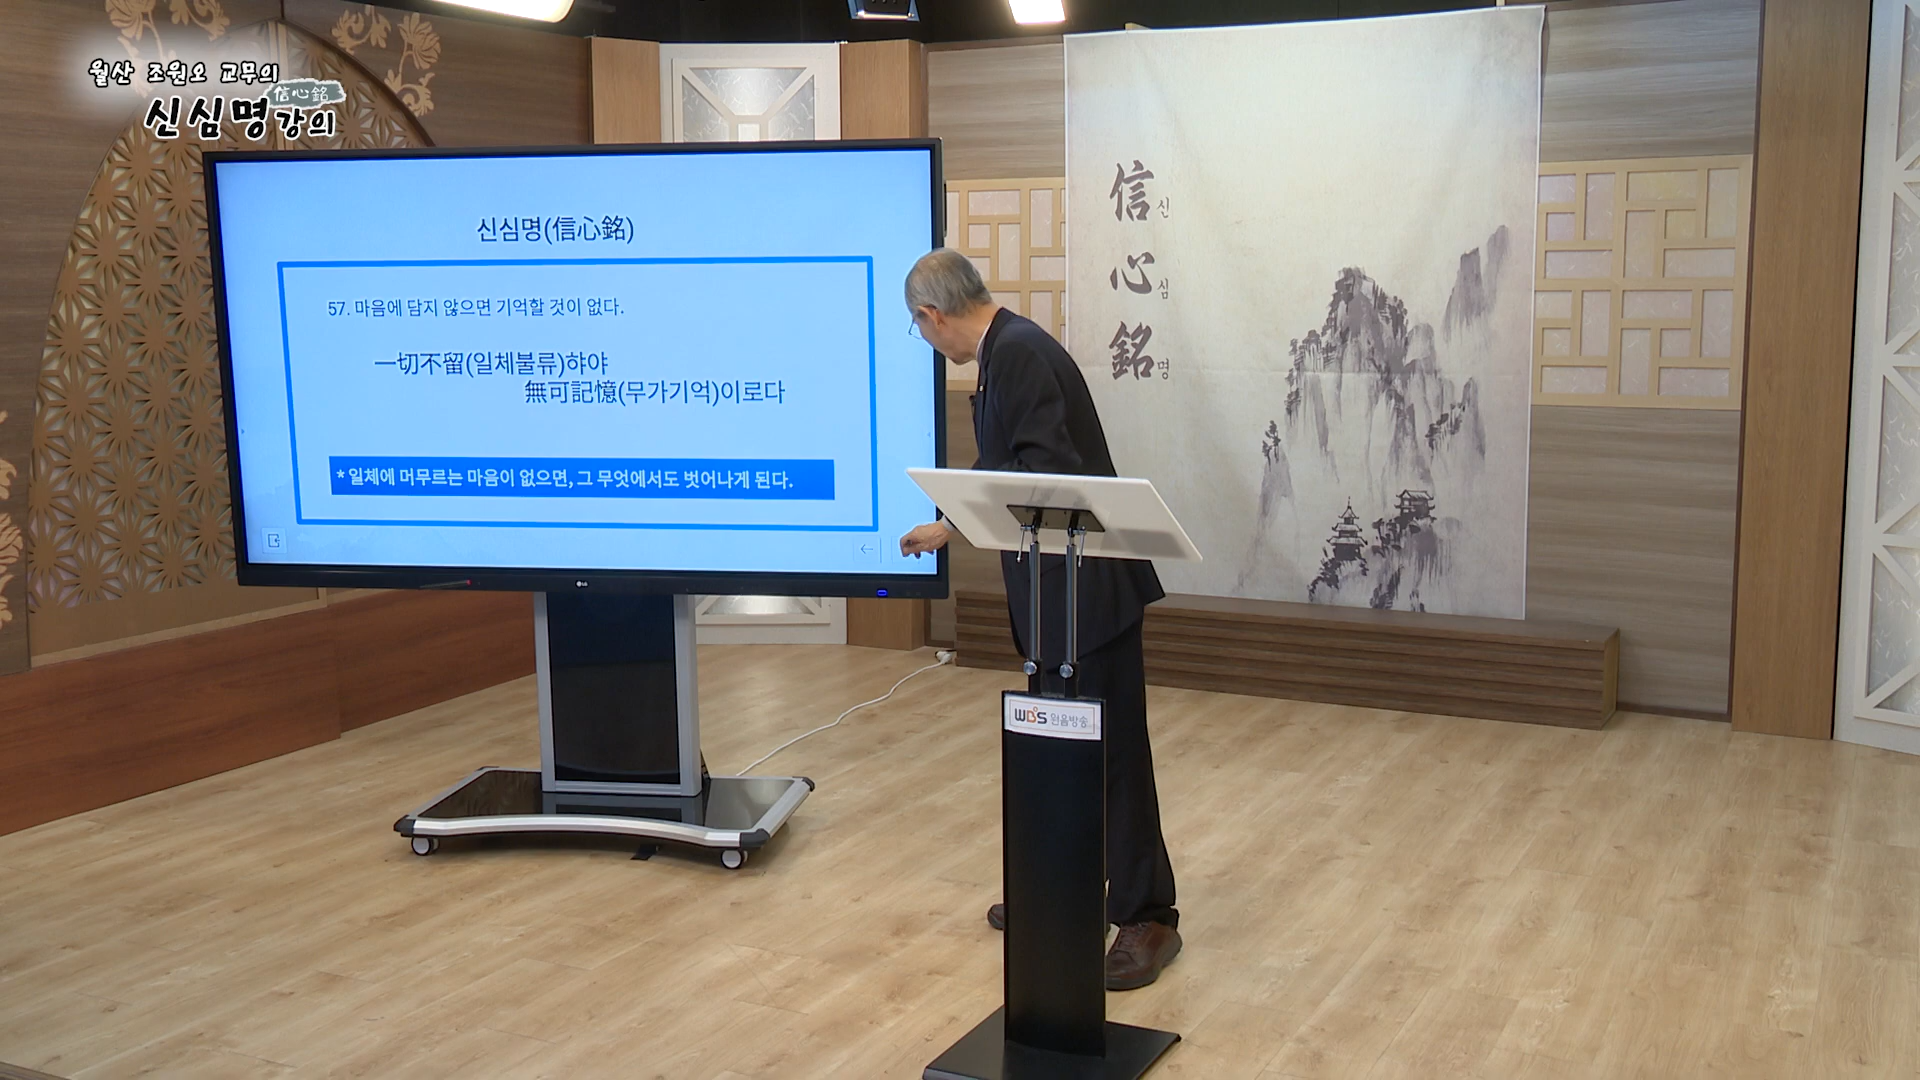 월산 조원오 교무의
信心銘
신심명강의
신심명(信心銘)
57. 마음에 담지 않으면 기억할 것이 없다.
一切不留(일체불류)햐야
無可記憶(무가기억)이로다
* 일체에 머무르는 마음이 없으면, 그 무엇에서도 벗어나게 된다.
LG
信신
心심
銘명
WBS 원음방송